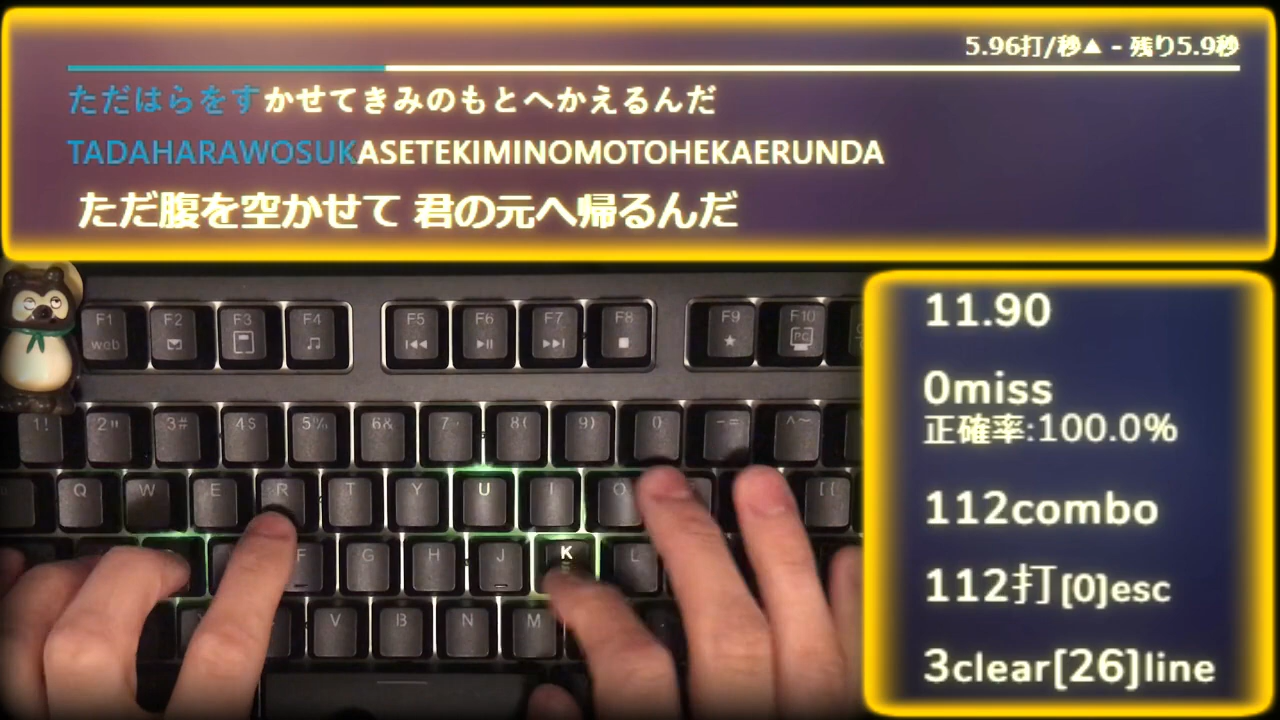 5.96打/秒▲ - 残り5.9秒
ただはらをすかせてきみのもとへかえるんだ
TADAHARAWOSUKASETEKIMINOMOTOHEKAERUNDA
ただ腹を空かせて 君の元へ帰るんだ
11.90
0miss
正確率:100.0%
112combo
112打[0]esc
3clear[26]line
F1 F2 F3 F4 F5 F6 F7 F8 F9 F10
web PC
1! 2" 3# 4$ 5% 6& 7 8( 9) 0 -= ^~
Q W E R T Y U I O [{
F G H J K L
V B N M